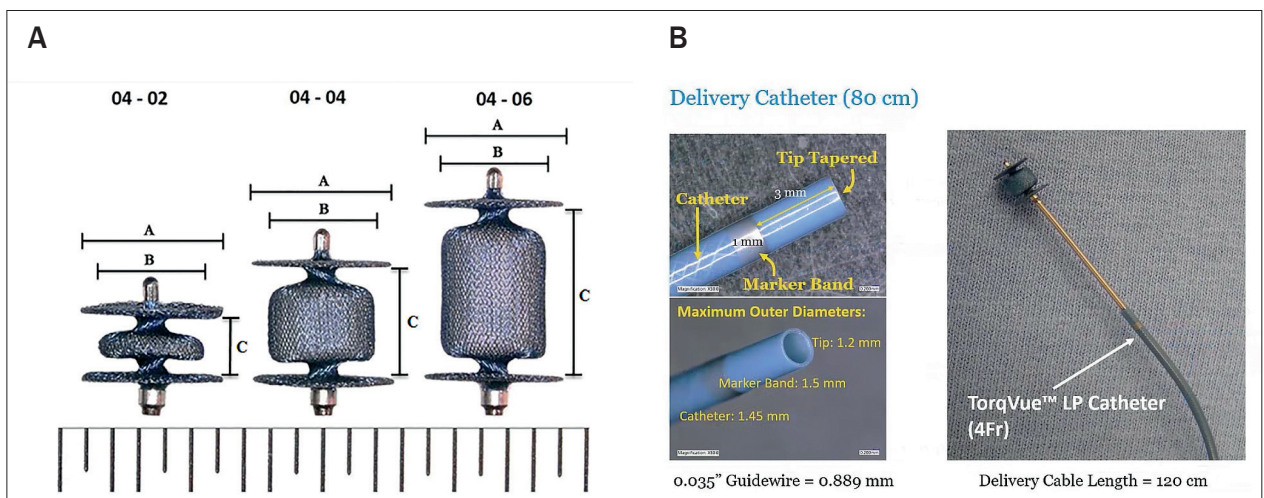 A
B
04 - 02
04 - 04
04 - 06
A
B
C
A
B
C
A
B
C
Delivery Catheter (80 cm)
Tip Tapered
3 mm
Catheter
1 mm
Marker Band
Maximum Outer Diameters:
Tip: 1.2 mm
Marker Band: 1.5 mm
Catheter: 1.45 mm
0.035” Guidewire = 0.889 mm
TorqVue™ LP Catheter
(4Fr)
Delivery Cable Length = 120 cm